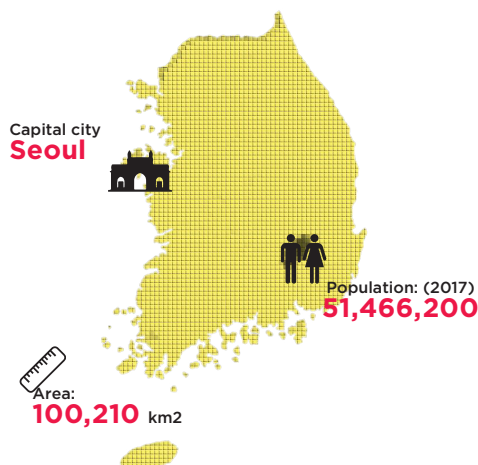 Capital city
Seoul
Population: (2017)
51,466,200
Area:
100,210 km2